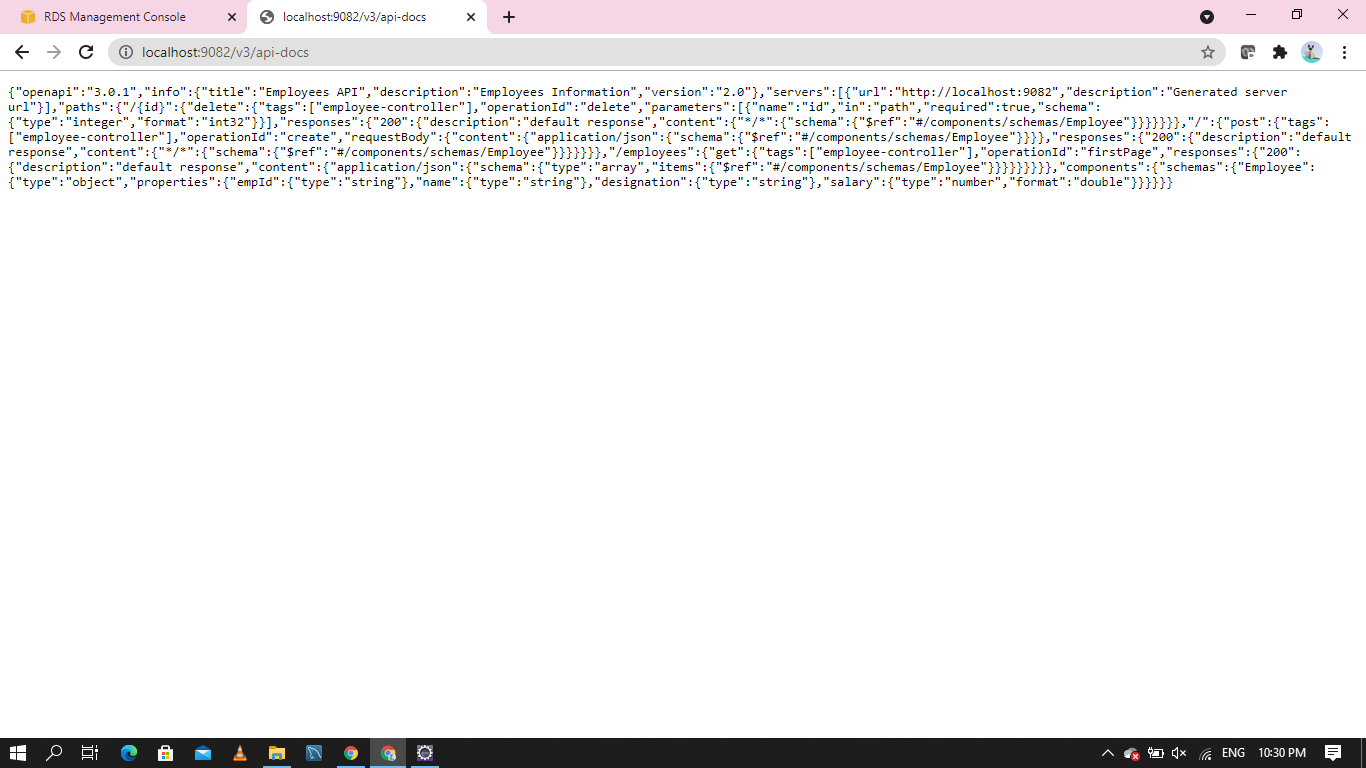 RDS Management Console
localhost:9082/v3/api-docs
localhost:9082/v3/api-docs
{"openapi":"3.0.1","info":{"title":"Employees API","description":"Employees Information","version":"2.0"},"servers":[{"url":"http://localhost:9082","description":"Generated server
url"}],"paths":{"/{id}":{"delete":{"tags":["employee-controller"],"operationId":"delete","parameters":[{"name":"id","in":"path","required":true,"schema":
{"type":"integer","format":"int32"}}],"responses":{"200":{"description":"default response","content":{"*/*":{"schema":{"$ref":"#/components/schemas/Employee"}}}}}}},"/":{"post":{"tags":
["employee-controller"],"operationId":"create","requestBody":{"content":{"application/json":{"schema":{"$ref":"#/components/schemas/Employee"}}}},"responses":{"200":{"description":"default
response","content":{"*/*":{"schema":{"$ref":"#/components/schemas/Employee"}}}}}}},"/employees":{"get":{"tags":["employee-controller"],"operationId":"firstPage","responses":{"200":
{"description":"default response","content":{"application/json":{"schema":{"type":"array","items":{"$ref":"#/components/schemas/Employee"}}}}}}}}},"components":{"schemas":{"Employee":
{"type":"object","properties":{"empId":{"type":"string"},"name":{"type":"string"},"designation":{"type":"string"},"salary":{"type":"number","format":"double"}}}}}}
ENG
10:30 PM